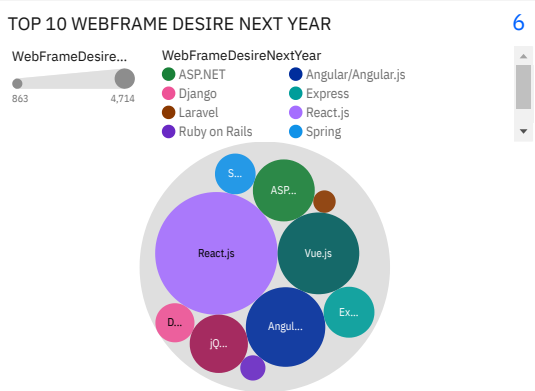 TOP 10 WEBFRAME DESIRE NEXT YEAR
6
WebFrameDesire...
863 4,714
WebFrameDesireNextYear
ASP.NET Angular/Angular.js
Django Express
Laravel React.js
Ruby on Rails Spring
S...
ASP...
React.js
Vue.js
D...
jQ...
Angul...
Ex...